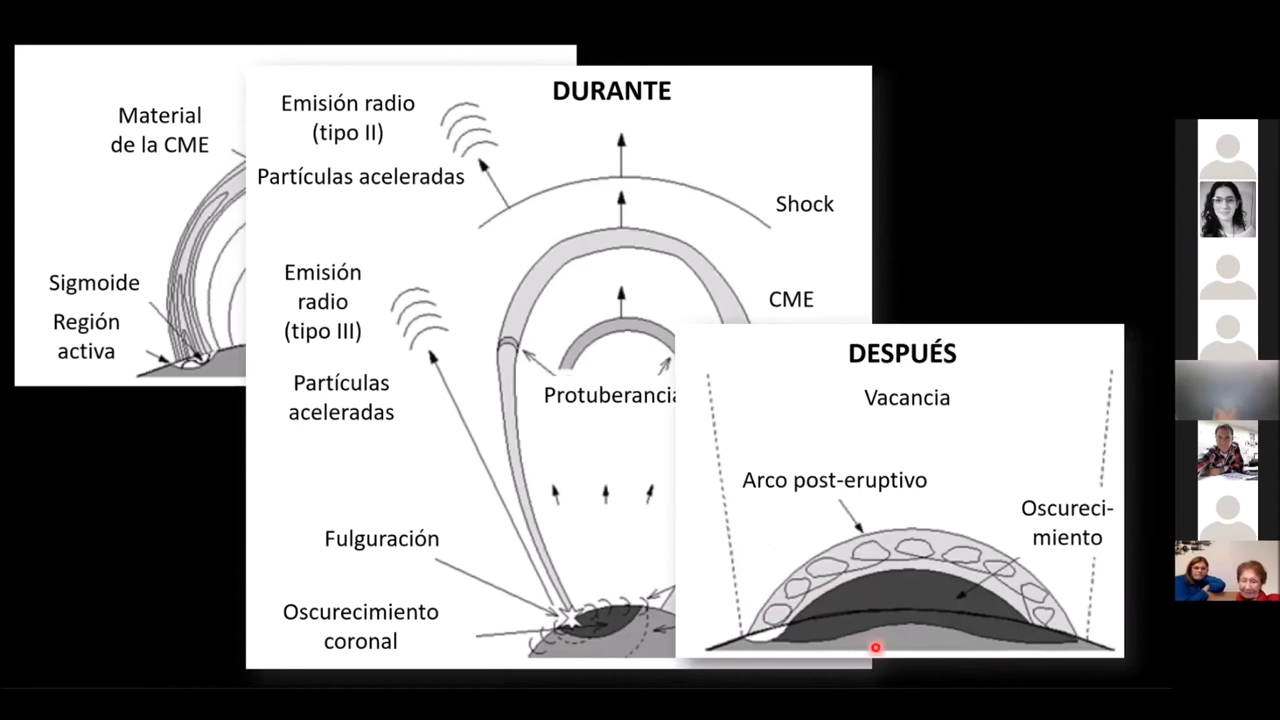 Material
de la CME
Sigmoide
Región
activa
DURANTE
Emisión radio
(tipo II)
Partículas aceleradas
Shock
Emisión
radio
(tipo III)
CME
Partículas
aceleradas
Protuberancia
Fulguración
Oscurecimiento
coronal
DESPUÉS
Vacancia
Arco post-eruptivo
Oscureci-
miento